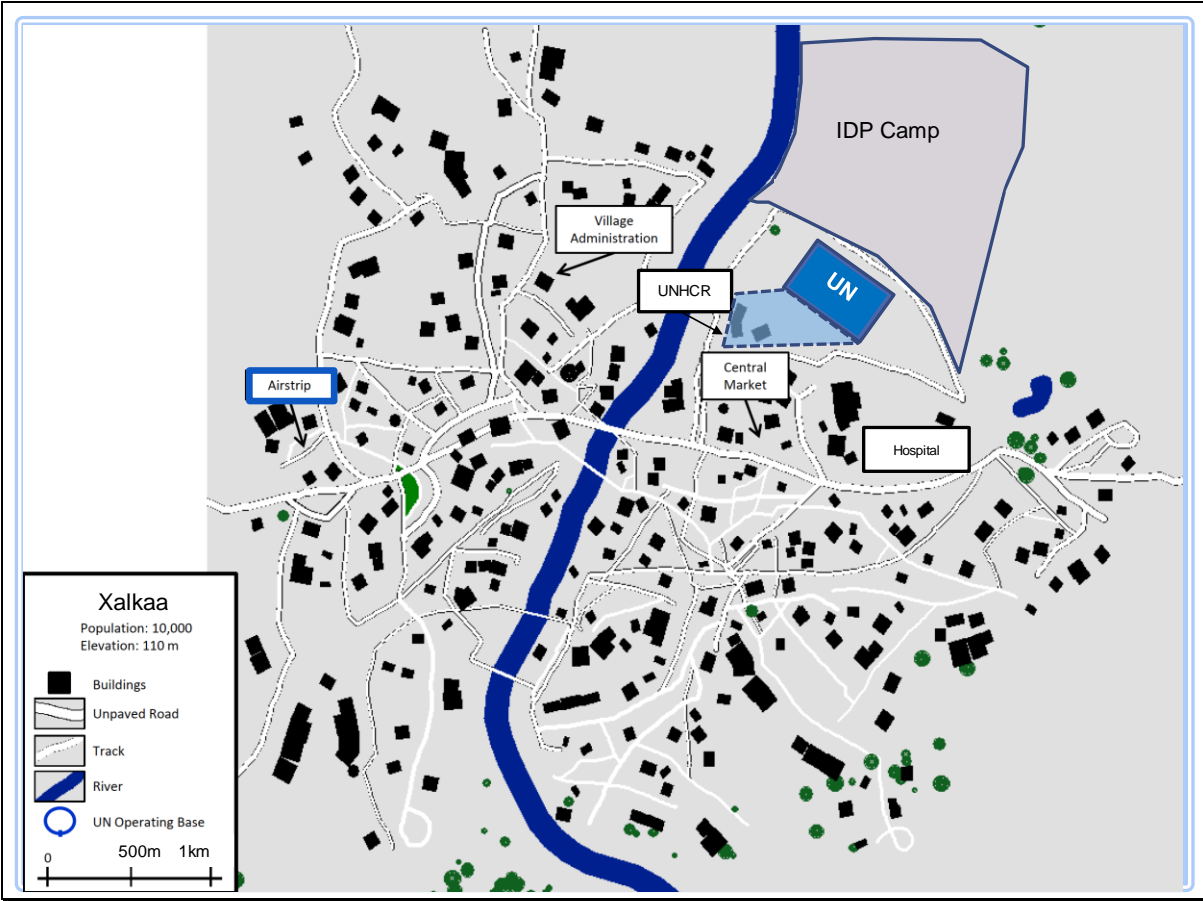 IDP Camp
Village
Administration
UN
UNHCR
Central
Market
Airstrip
Hospital
Xalkaa
Population: 10,000
Elevation: 110 m
Buildings
Unpaved Road
Track
River
UN Operating Base
0 500m 1km